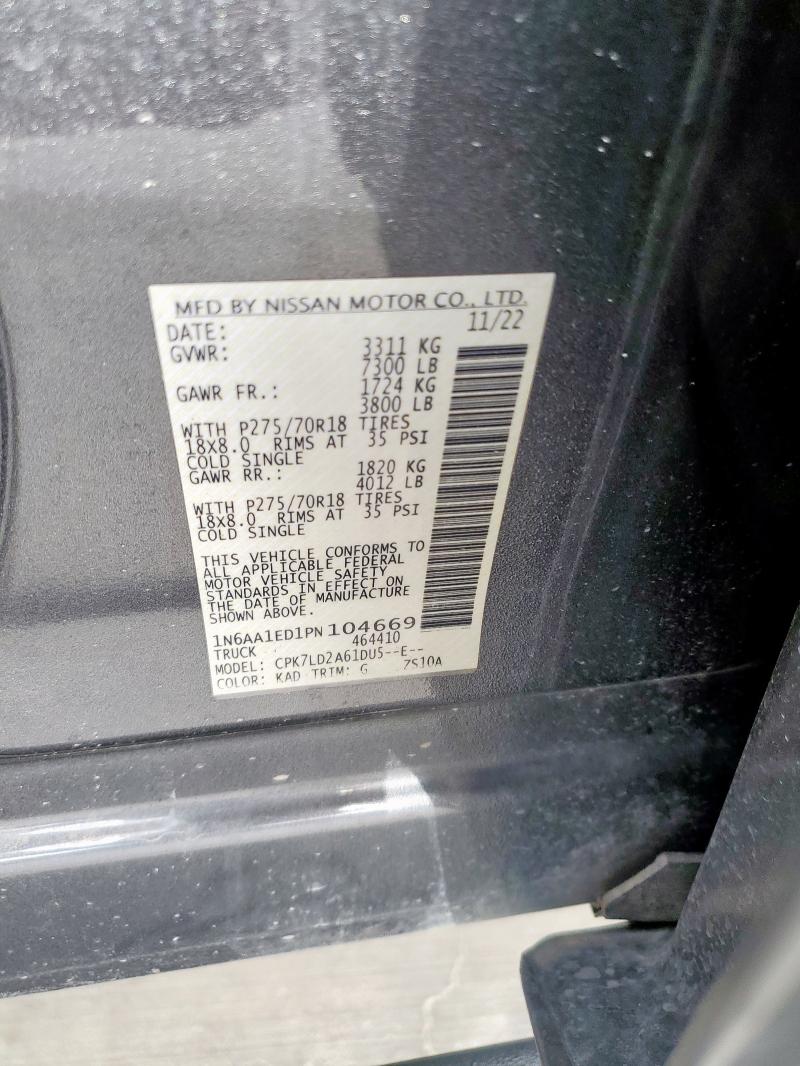 MFD BY NISSAN MOTOR CO., LTD.
DATE: 11/22
GVWR: 3311 KG
7300 LB
GAWR FR.: 1724 KG
3800 LB
WITH P275/70R18 TIRES
18X8.0 RIMS AT 35 PSI
COLD SINGLE
GAWR RR.: 1820 KG
4012 LB
WITH P275/70R18 TIRES
18X8.0 RIMS AT 35 PSI
COLD SINGLE
THIS VEHICLE CONFORMS TO
ALL APPLICABLE FEDERAL
MOTOR VEHICLE SAFETY
STANDARDS IN EFFECT ON
THE DATE OF MANUFACTURE
SHOWN ABOVE.
1N6AA1ED1PN104669
TRUCK 464410
MODEL: CPK7LD2A61DU5--E--
COLOR: KAD TRIM: G 7S10A